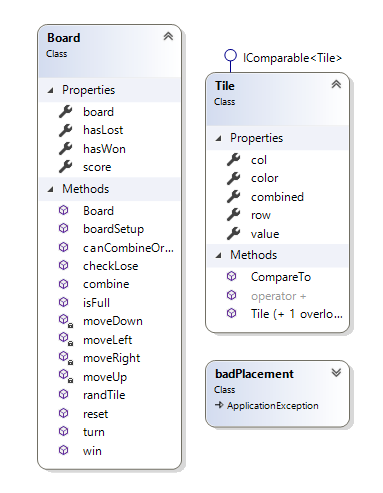 Board
Class
Properties
board
hasLost
hasWon
score
Methods
Board
boardSetup
canCombineOr...
checkLose
combine
isFull
moveDown
moveLeft
moveRight
moveUp
randTile
reset
turn
win
IComparable<Tile>
Tile
Class
Properties
col
color
combined
row
value
Methods
CompareTo
operator +
Tile (+ 1 overlo...
badPlacement
Class
ApplicationException